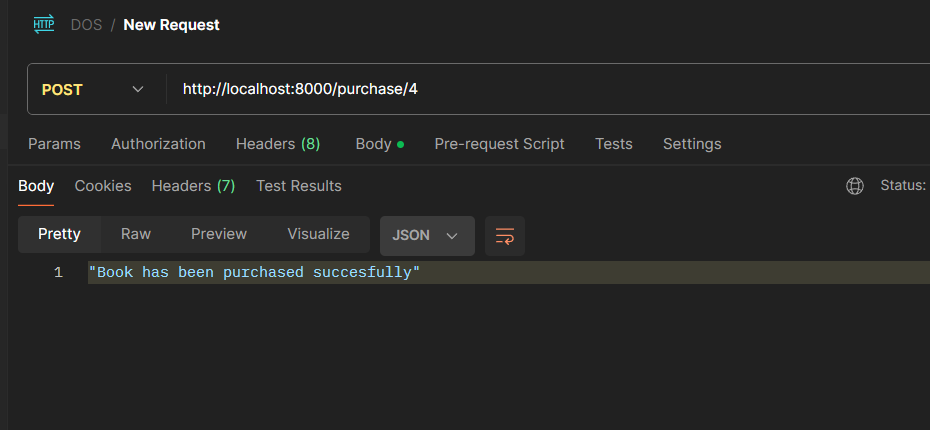 HTTP DOS / New Request
POST http://localhost:8000/purchase/4
Params Authorization Headers (8) Body Pre-request Script Tests Settings
Body Cookies Headers (7) Test Results Status:
Pretty Raw Preview Visualize JSON
1 "Book has been purchased succesfully"